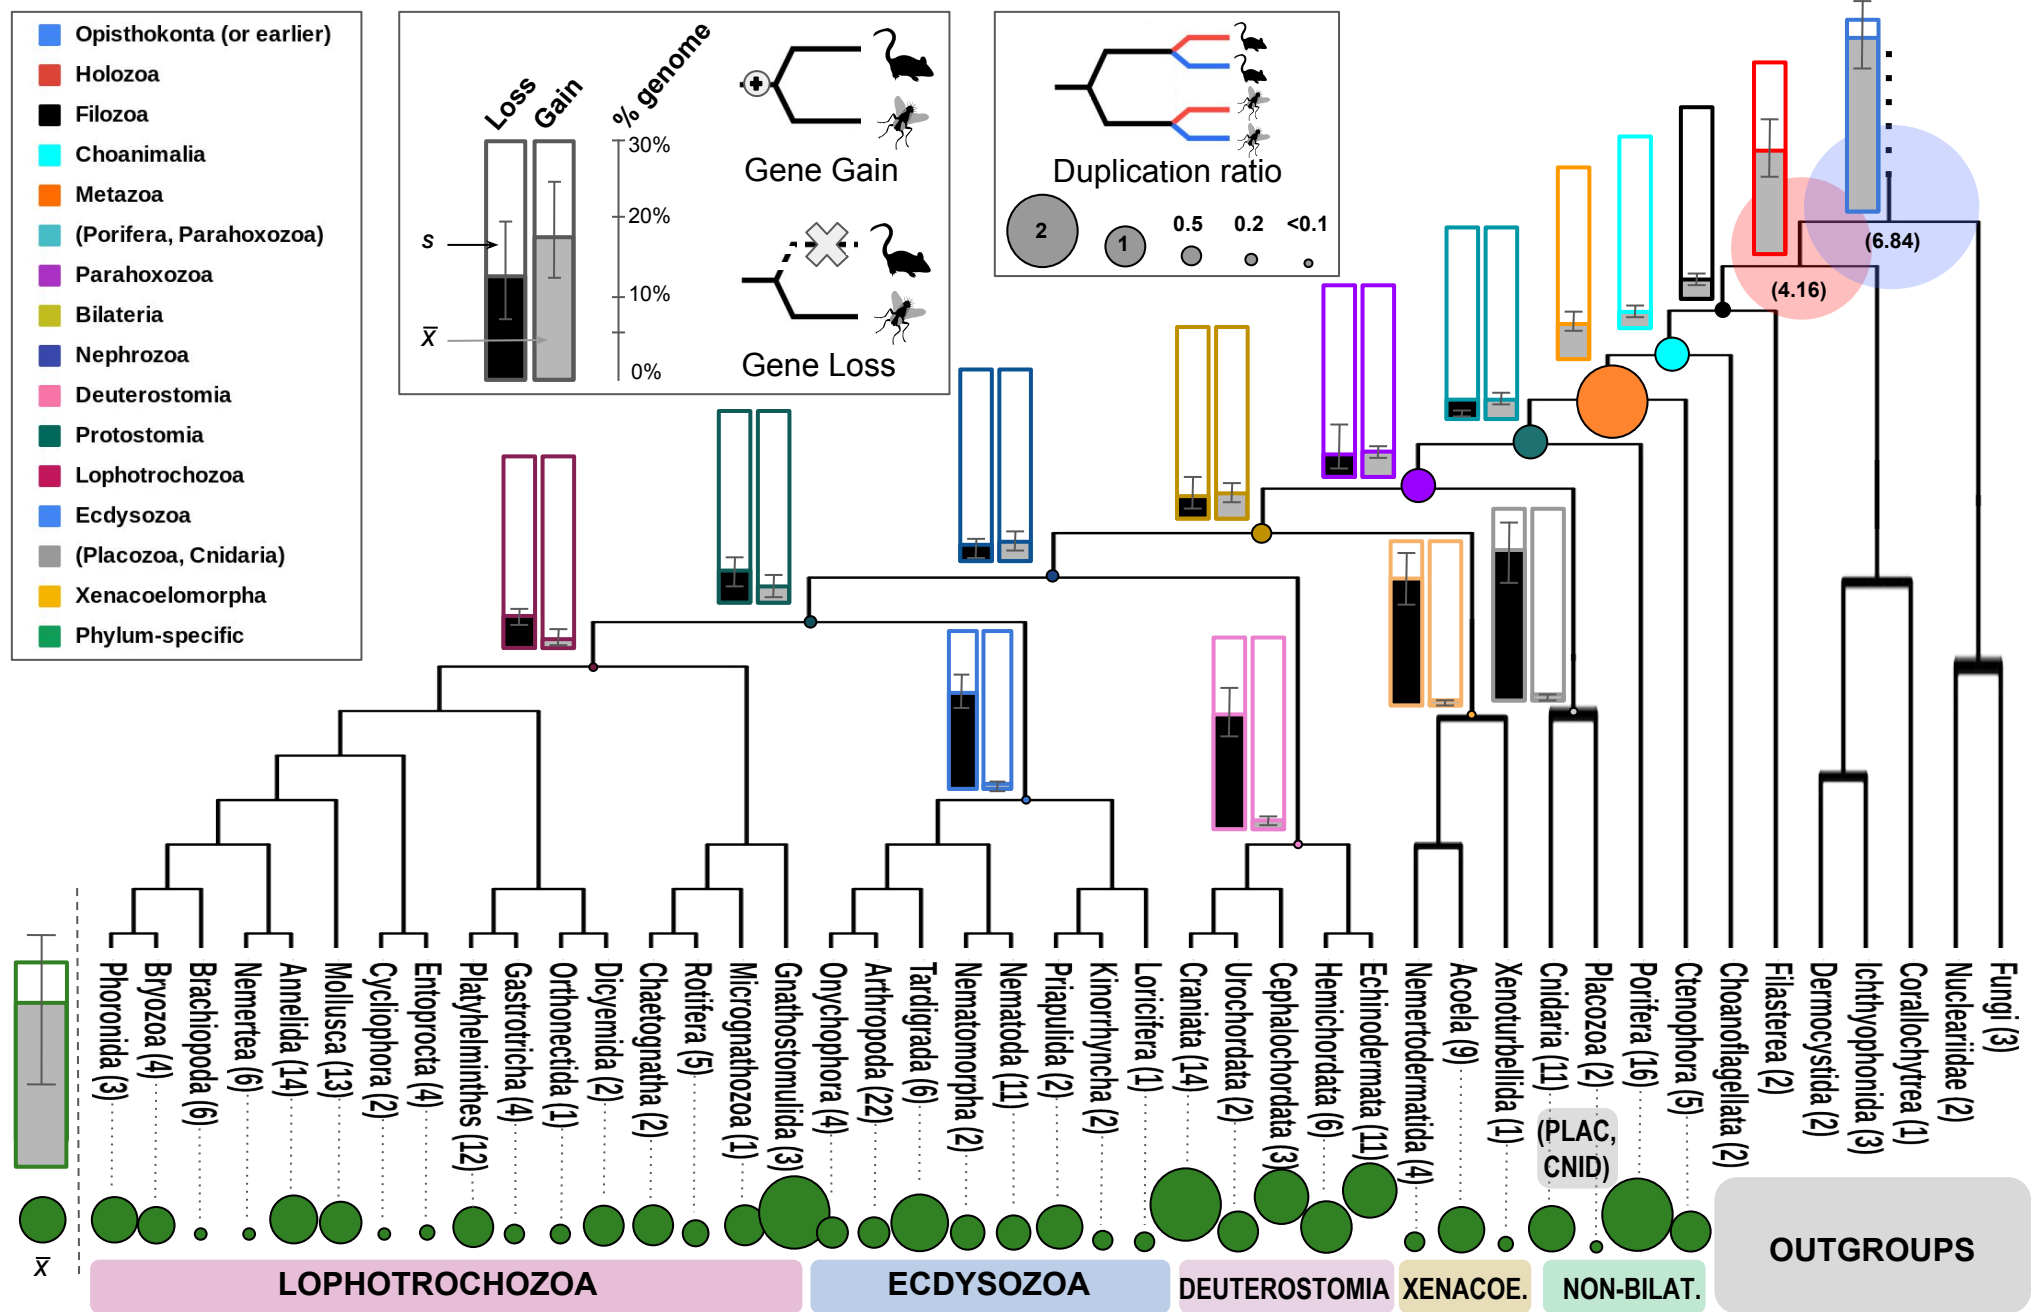 Opisthokonta (or earlier)
Holozoa
Filozoa
Choanimalia
Metazoa
(Porifera, Parahoxozoa)
Parahoxozoa
Bilateria
Nephrozoa
Deuterostomia
Protostomia
Lophotrochozoa
Ecdysozoa
(Placozoa, Cnidaria)
Xenacoelomorpha
Phylum-specific
Loss
Gain
% genome
30%
20%
10%
0%
s
x̅
Gene Gain
Gene Loss
Duplication ratio
2
1
0.5
0.2
<0.1
(6.84)
(4.16)
Phoronida (3)
Bryozoa (4)
Brachiopoda (6)
Nemertea (6)
Annelida (14)
Mollusca (13)
Cycliophora (2)
Entoprocta (4)
Platyhelminthes (12)
Gastrotricha (4)
Orthonectida (1)
Dicyemida (2)
Chaetognatha (2)
Rotifera (5)
Micrognathozoa (1)
Gnathostomulida (3)
Onychophora (4)
Arthropoda (22)
Tardigrada (6)
Nematomorpha (2)
Nematoda (11)
Priapulida (2)
Kinorrhyncha (2)
Loricifera (1)
Craniata (14)
Urochordata (2)
Cephalochordata (3)
Hemichordata (6)
Echinodermata (11)
Nemertodermatida (4)
Acoela (9)
Xenoturbellida (1)
Cnidaria (11)
Placozoa (2)
Porifera (16)
Ctenophora (5)
Choanoflagellata (2)
Filasterea (2)
Dermocystida (2)
Ichthyophonida (3)
Corallochytrea (1)
Nucleariidae (2)
Fungi (3)
(PLAC,
CNID)
x̅
LOPHOTROCHOZOA
ECDYSOZOA
DEUTEROSTOMIA
XENACOE.
NON-BILAT.
OUTGROUPS